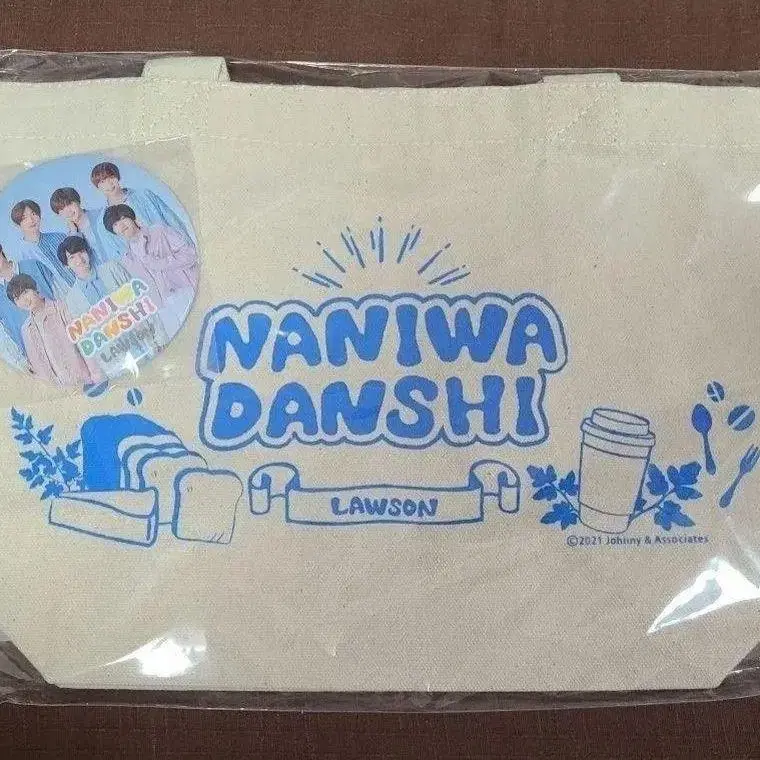 NANIWA
DANSHI
LAWSON
NANIWA
DANSHI
LAWSON
©2021 Johnny & Associates